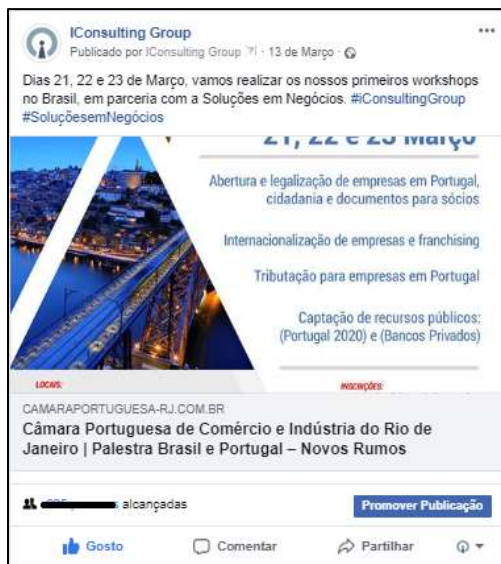 IConsulting Group
Publicado por IConsulting Group · 13 de Março ·
Dias 21, 22 e 23 de Março, vamos realizar os nossos primeiros workshops
no Brasil, em parceria com a Soluções em Negócios. #iConsultingGroup
#SoluçõesemNegócios
21, 22 e 23 Março
Abertura e legalização de empresas em Portugal,
cidadania e documentos para sócios
Internacionalização de empresas e franchising
Tributação para empresas em Portugal
Captação de recursos públicos:
(Portugal 2020) e (Bancos Privados)
LOCAIS: INSCRIÇÕES:
CAMARAPORTUGUESA-RJ.COM.BR
Câmara Portuguesa de Comércio e Indústria do Rio de
Janeiro | Palestra Brasil e Portugal – Novos Rumos
alcançadas Promover Publicação
Gosto Comentar Partilhar